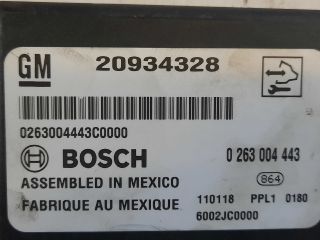 GM 20934328
0263004443C0000
BOSCH 0 263 004 443
ASSEMBLED IN MEXICO 864
FABRIQUE AU MEXIQUE 110118 PPL1 0180
6002JC0000